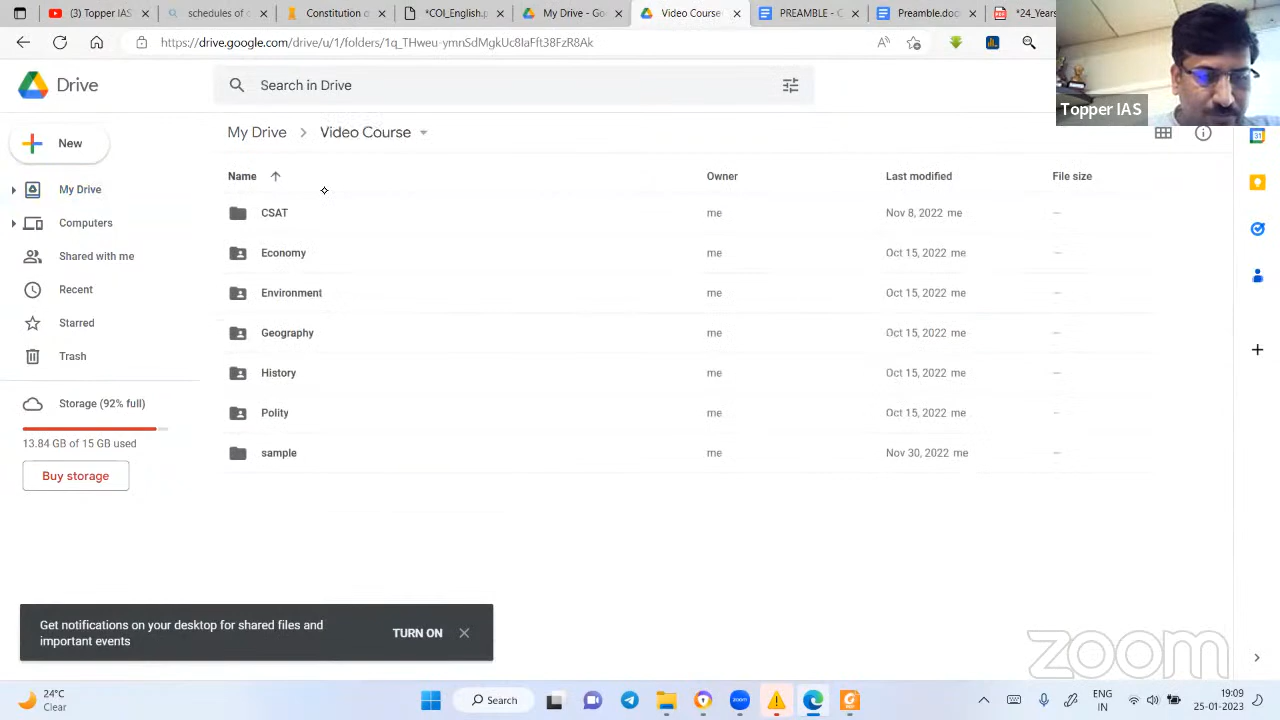 (13) To
schedules of c
constitution c
*COLEnglish
My Drive - Go
Video Course
PREAMBLE - G
Preamble.doc
*24_Years
https://drive.google.com/drive/u/1/folders/1q_THweu-ymnSdMgkUc8IaFft38FzR8Ak
Topper IAS
Drive
Search in Drive
New
My Drive
Computers
Shared with me
Recent
Starred
Trash
Storage (92% full)
13.84 GB of 15 GB used
Buy storage
My Drive > Video Course
Name Owner Last modified File size
CSAT me Nov 8, 2022 me —
Economy me Oct 15, 2022 me —
Environment me Oct 15, 2022 me —
Geography me Oct 15, 2022 me —
History me Oct 15, 2022 me —
Polity me Oct 15, 2022 me —
sample me Nov 30, 2022 me —
Get notifications on your desktop for shared files and
important events
TURN ON
zoom
24°C
Clear
Search
zoom
ENG
IN
19:09
25-01-2023